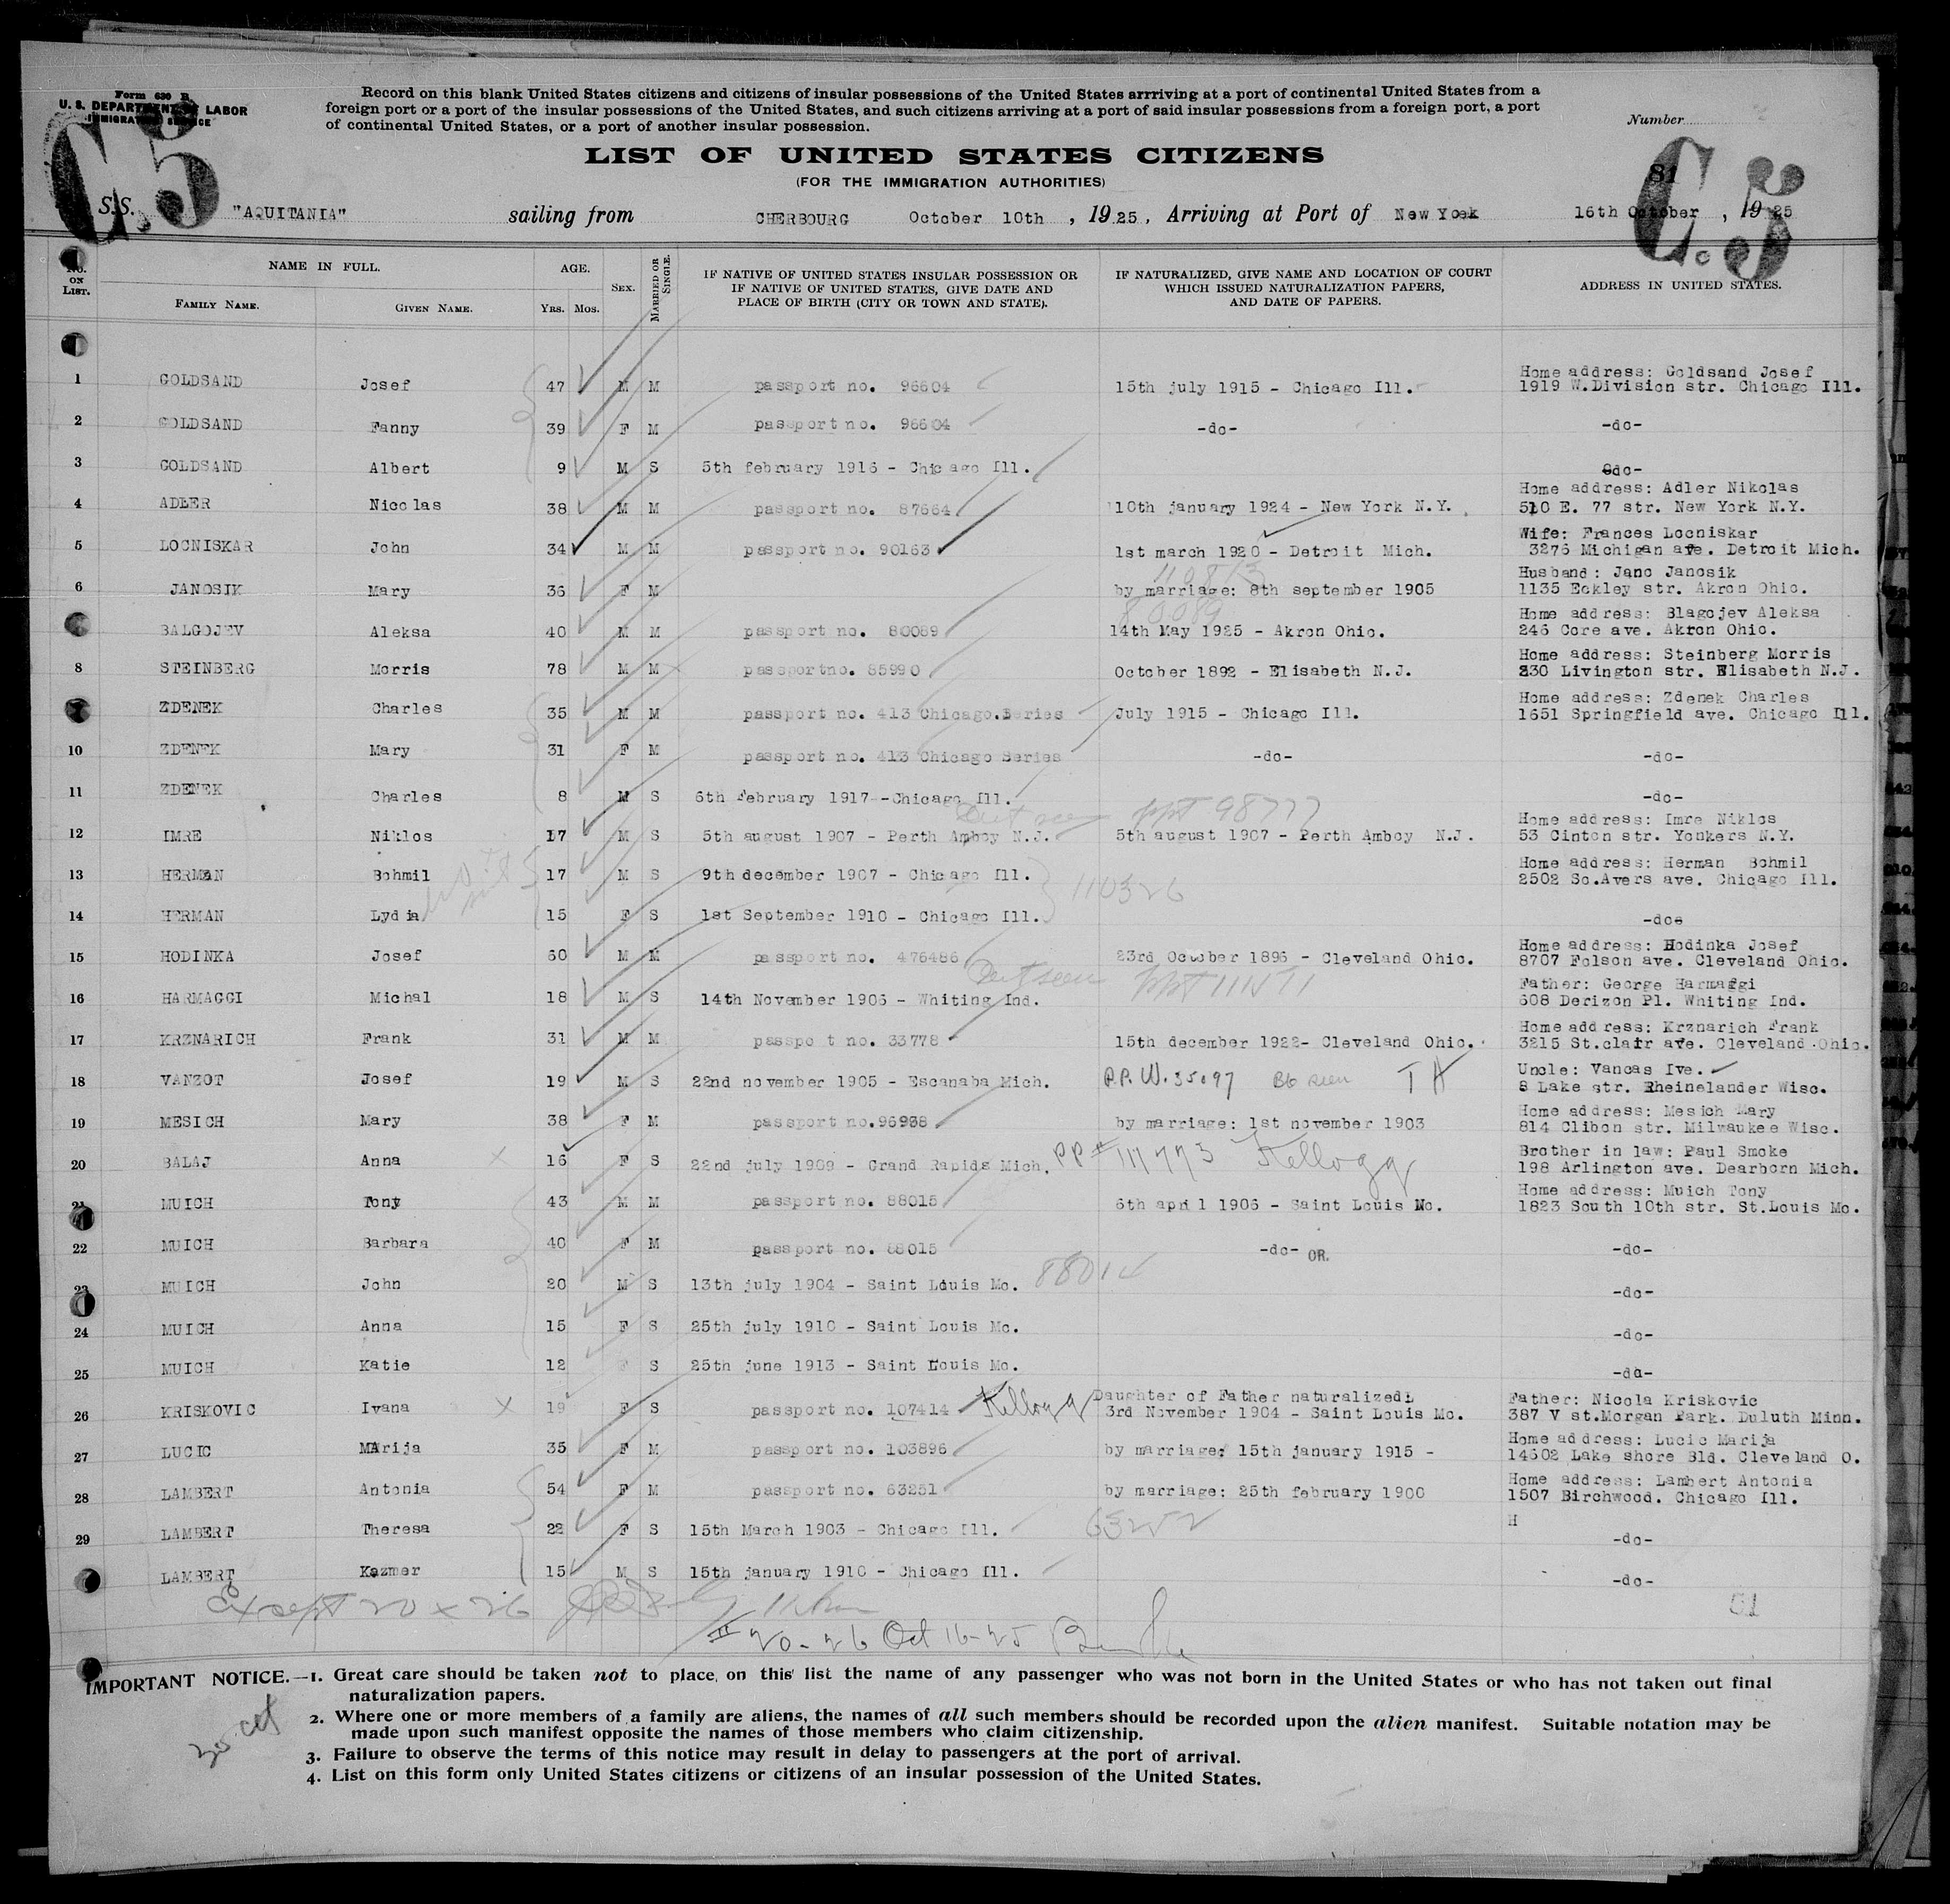 Form 630 B
U. S. DEPARTMENT OF LABOR
IMMIGRATION SERVICE
Record on this blank United States citizens and citizens of insular possessions of the United States arrriving at a port of continental United States from a
foreign port or a port of the insular possessions of the United States, and such citizens arriving at a port of said insular possessions from a foreign port, a port
of continental United States, or a port of another insular possession.
Number
C.5
C.5
81
LIST OF UNITED STATES CITIZENS
(FOR THE IMMIGRATION AUTHORITIES)
S.S. "AQUITANIA" sailing from CHERBOURG October 10th , 1925, Arriving at Port of New York 16th October , 1925
No. ON LIST. NAME IN FULL. FAMILY NAME. GIVEN NAME. AGE. YRS. MOS. SEX. MARRIED OR SINGLE. IF NATIVE OF UNITED STATES INSULAR POSSESSION OR IF NATIVE OF UNITED STATES, GIVE DATE AND PLACE OF BIRTH (CITY OR TOWN AND STATE). IF NATURALIZED, GIVE NAME AND LOCATION OF COURT WHICH ISSUED NATURALIZATION PAPERS, AND DATE OF PAPERS. ADDRESS IN UNITED STATES.
1 GOLDSAND Josef 47 M M passport no. 96604 15th july 1915 - Chicago Ill. Home address: Goldsand Josef
1919 W.Division str. Chicago Ill.
2 GOLDSAND Fanny 39 F M passport no. 96604 -do- -do-
3 GOLDSAND Albert 9 M S 5th february 1916 - Chicago Ill. -do-
4 ADLER Nicolas 38 M M passport no. 87664 10th january 1924 - New York N.Y. Home address: Adler Nikolas
510 E. 77 str. New York N.Y.
5 LOCNISKAR John 34 M M passport no. 90163 1st march 1920 - Detroit Mich. Wife: Frances Locniskar
3276 Michigan ave. Detroit Mich.
6 JANOSIK Mary 36 F M by marriage: 8th september 1905 Husband: Jano Janosik
1135 Eckley str. Akron Ohio.
BALGOJEV Aleksa 40 M M passport no. 80089 80089 14th May 1925 - Akron Ohio. Home address: Blagojev Aleksa
246 Core ave. Akron Ohio.
8 STEINBERG Morris 78 M M passportno. 85990 October 1892 - Elisabeth N.J. Home address: Steinberg Morris
230 Livington str. Elisabeth N.J.
ZDENEK Charles 35 M M passport no. 413 Chicago.Series July 1915 - Chicago Ill. Home address: Zdenek Charles
1651 Springfield ave. Chicago Ill.
10 ZDENEK Mary 31 F M passport no. 413 Chicago Series -do- -do-
11 ZDENEK Charles 8 M S 6th February 1917 -Chicago Ill. -do-
12 IMRE Niklos 17 M S 5th august 1907 - Perth Amboy N.J. 5th august 1907 - Perth Amboy N.J. Home address: Imre Niklos
53 Cinton str. Yonkers N.Y.
13 HERMAN Bohmil 17 M S 9th december 1907 - Chicago Ill. 110326 Home address: Herman Bohmil
2502 So.Avers ave. Chicago Ill.
14 HERMAN Lydia 15 F S 1st September 1910 - Chicago Ill. -do-
15 HODINKA Josef 60 M M passport no. 476486 23rd October 1896 - Cleveland Ohio. Home address: Hodinka Josef
8707 Folson ave. Cleveland Ohio.
16 HARMAGGI Michal 18 M S 14th November 1906 - Whiting Ind. Father: George Harmaggi
608 Derizon Pl. Whiting Ind.
17 KRZNARICH Frank 31 M M passpo t no. 33778 15th december 1922- Cleveland Ohio. Home address: Krznarich Frank
3215 St.clair ave. Cleveland Ohio.
18 VANZOT Josef 19 M S 22nd november 1905 - Escanaba Mich. P.P. W.35097 Uncle: Vancas Ive.
8 Lake str. Rheinelander Wisc.
19 MESICH Mary 38 F M passport no.96938 by marriage: 1st november 1903 Home address: Mesich Mary
814 Clibon str. Milwaukee Wisc.
20 BALAJ Anna 16 F S 22nd july 1909 - Grand Rapids Mich. Kellogg Brother in law: Paul Smoke
198 Arlington ave. Dearborn Mich.
21 MUICH Tony 43 M M passport no. 88015 6th april 1906 - Saint Louis Mo. Home address: Muich Tony
1823 South 10th str. St.Louis Mo.
22 MUICH Barbara 40 F M passport no. 88015 -do- OR. -do-
23 MUICH John 20 M S 13th july 1904 - Saint Louis Mo. 88014 -do-
24 MUICH Anna 15 F S 25th july 1910 - Saint Louis Mo. -do-
25 MUICH Katie 12 F S 25th june 1913 - Saint Louis Mo. -do-
26 KRISKOVIC Ivana 19 F S passport no. 107414 Kellogg Daughter of Father naturalized:
3rd November 1904 - Saint Louis Mo. Father: Nicola Kriskovic
387 V st.Morgan Park. Duluth Minn.
27 LUCIC MArija 35 F M passport no. 103896 by marriage: 15th january 1915 - Home address: Lucic Marija
14602 Lake shore Bld. Cleveland O.
28 LAMBERT Antonia 54 F M passport no. 63251 by marriage: 25th february 1900 Home address: Lambert Antonia
1507 Birchwood. Chicago Ill.
29 LAMBERT Theresa 22 F S 15th March 1903 - Chicago Ill. 63252 H -do-
LAMBERT Kazmer 15 M S 15th january 1910 - Chicago Ill. -do-
Except 20 x 26
20-26 Oct 16-25
IMPORTANT NOTICE.—1. Great care should be taken not to place on this list the name of any passenger who was not born in the United States or who has not taken out final
naturalization papers.
2. Where one or more members of a family are aliens, the names of all such members should be recorded upon the alien manifest. Suitable notation may be
made upon such manifest opposite the names of those members who claim citizenship.
3. Failure to observe the terms of this notice may result in delay to passengers at the port of arrival.
4. List on this form only United States citizens or citizens of an insular possession of the United States.